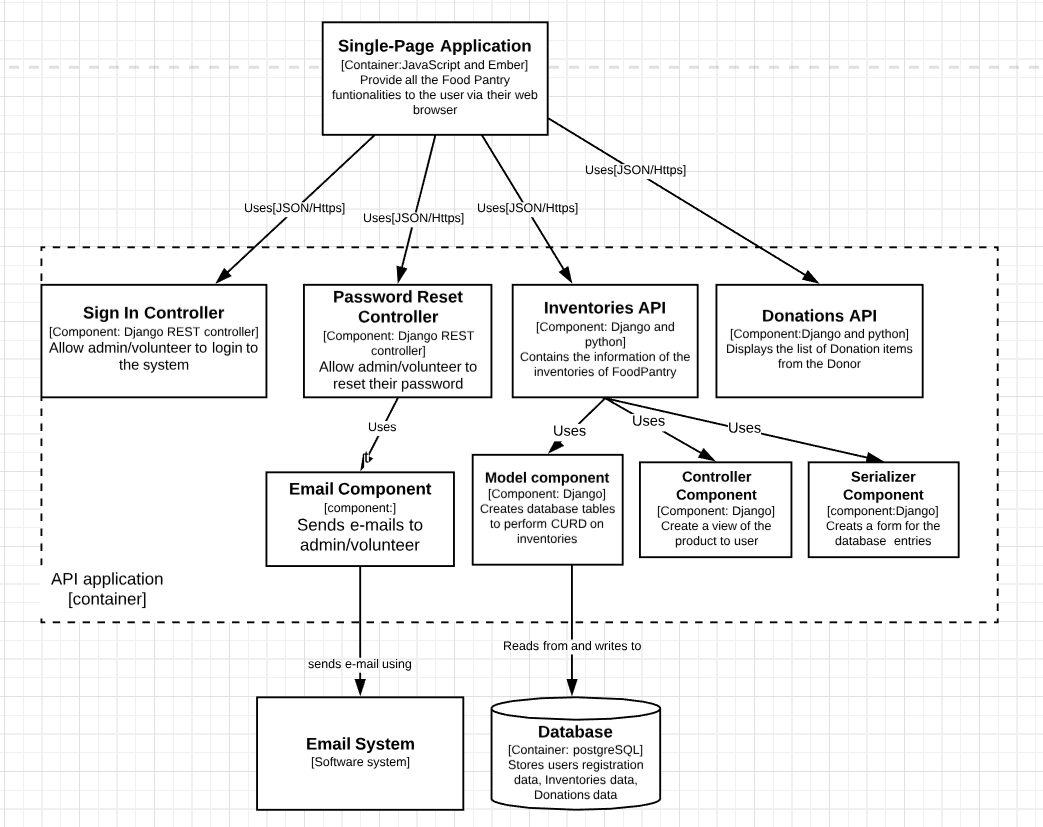 Single-Page Application
[Container:JavaScript and Ember]
Provide all the Food Pantry
funtionalities to the user via their web
browser
Uses[JSON/Https]
Uses[JSON/Https]
Uses[JSON/Https]
Uses[JSON/Https]
Sign In Controller
[Component: Django REST controller]
Allow admin/volunteer to login to
the system
Password Reset
Controller
[Component: Django REST
controller]
Allow admin/volunteer to
reset their password
Inventories API
[Component: Django and
python]
Contains the information of the
inventories of FoodPantry
Donations API
[Component:Django and python]
Displays the list of Donation items
from the Donor
Uses
Uses
Uses
Uses
Email Component
[component:]
Sends e-mails to
admin/volunteer
Model component
[Component: Django]
Creates database tables
to perform CURD on
inventories
Controller
Component
[Component: Django]
Create a view of the
product to user
Serializer
Component
[component:Django]
Creats a form for the
database entries
API application
[container]
sends e-mail using
Reads from and writes to
Email System
[Software system]
Database
[Container: postgreSQL]
Stores users registration
data, Inventories data,
Donations data